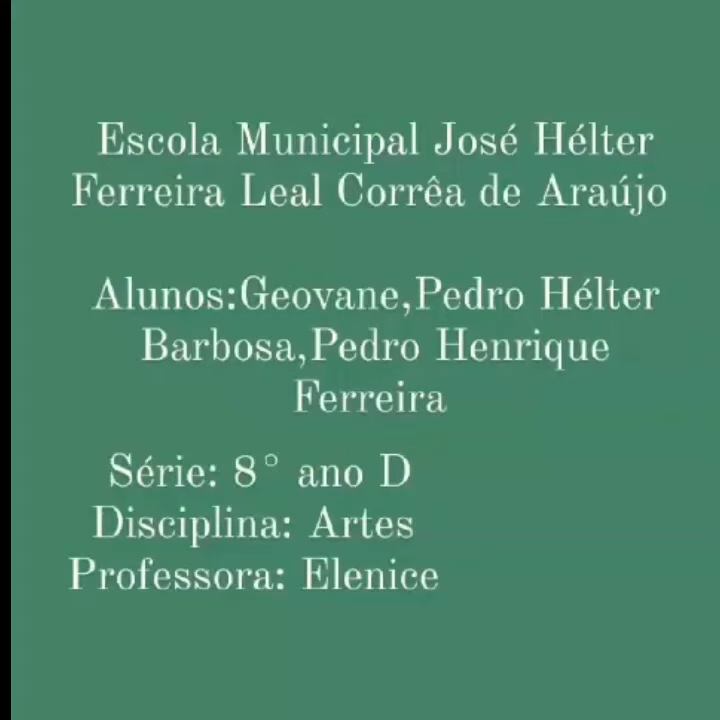 Escola Municipal José Hélter
Ferreira Leal Corrêa de Araújo
Alunos:Geovane,Pedro Hélter
Barbosa,Pedro Henrique
Ferreira
Série: 8° ano D
Disciplina: Artes
Professora: Elenice